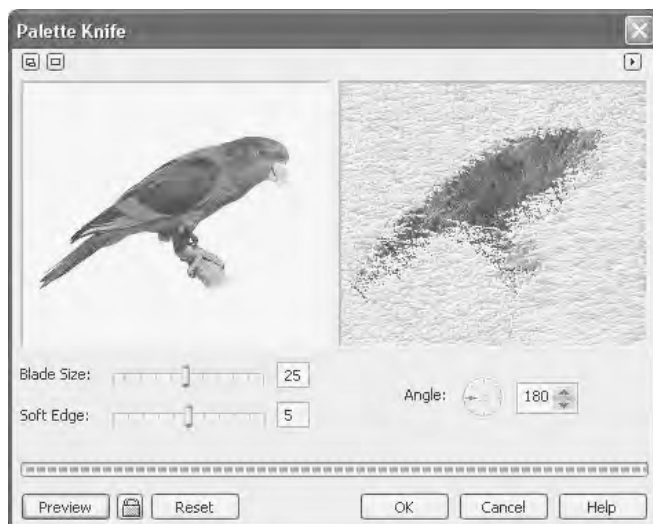 Palette Knife
Blade Size: 25
Angle: 180
Soft Edge: 5
Preview Reset OK Cancel Help